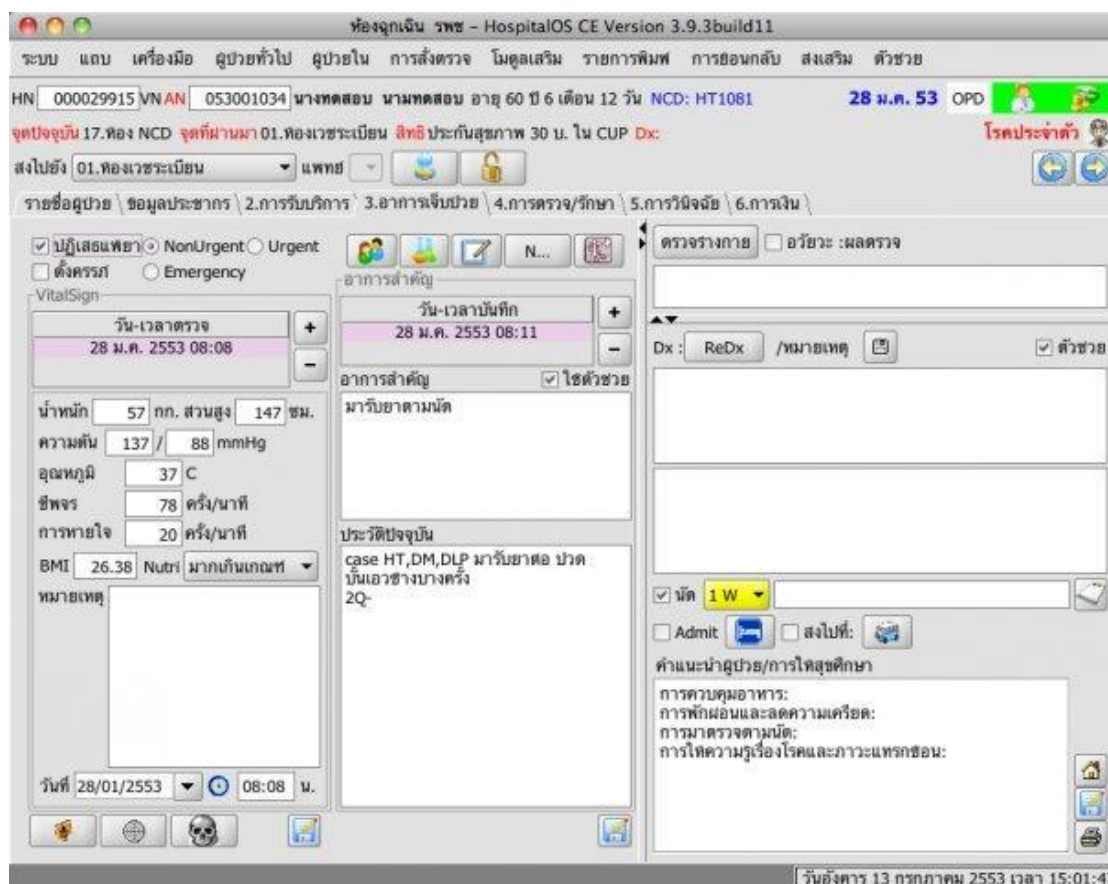 ห้องฉุกเฉิน รพช - HospitalOS CE Version 3.9.3build11
ระบบ แถบ เครื่องมือ ผู้ป่วยทั่วไป ผู้ป่วยใน การสั่งตรวจ โมดูลเสริม รายการพิมพ์ การย้อนกลับ ส่งเสริม ตัวช่วย
HN 000029915 VN AN 053001034 นางทดสอบ นามทดสอบ อายุ 60 ปี 6 เดือน 12 วัน NCD: HT1081 28 ม.ค. 53 OPD
จุดปัจจุบัน 17.ห้อง NCD จุดที่ผ่านมา 01.ห้องเวชระเบียน สิทธิ ประกันสุขภาพ 30 บ. ใน CUP Dx: โรคประจำตัว
ส่งไปยัง 01.ห้องเวชระเบียน แพทย์
รายชื่อผู้ป่วย ข้อมูลประชากร 2.การรับบริการ 3.อาการเจ็บป่วย 4.การตรวจ/รักษา 5.การวินิจฉัย 6.การเงิน
ปฏิเสธแพ้ยา NonUrgent Urgent
ตั้งครรภ์ Emergency
VitalSign
วัน-เวลาตรวจ +
28 ม.ค. 2553 08:08
-
น้ำหนัก 57 กก. ส่วนสูง 147 ซม.
ความดัน 137 / 88 mmHg
อุณหภูมิ 37 C
ชีพจร 78 ครั้ง/นาที
การหายใจ 20 ครั้ง/นาที
BMI 26.38 Nutri มากเกินเกณฑ์
หมายเหตุ
วันที่ 28/01/2553 08:08 น.
N...
อาการสำคัญ
วัน-เวลาบันทึก +
28 ม.ค. 2553 08:11
-
อาการสำคัญ ใช้ตัวช่วย
มารับยาตามนัด
ประวัติปัจจุบัน
case HT,DM,DLP มารับยาต่อ ปวด
บั้นเอวข้างบางครั้ง
2Q-
ตรวจร่างกาย อวัยวะ :ผลตรวจ
Dx : ReDx /หมายเหตุ ตัวช่วย
นัด 1 W
Admit ส่งไปที่:
คำแนะนำผู้ป่วย/การให้สุขศึกษา
การควบคุมอาหาร:
การพักผ่อนและลดความเครียด:
การมาตรวจตามนัด:
การให้ความรู้เรื่องโรคและภาวะแทรกซ้อน:
วันอังคาร 13 กรกฎาคม 2553 เวลา 15:01:4